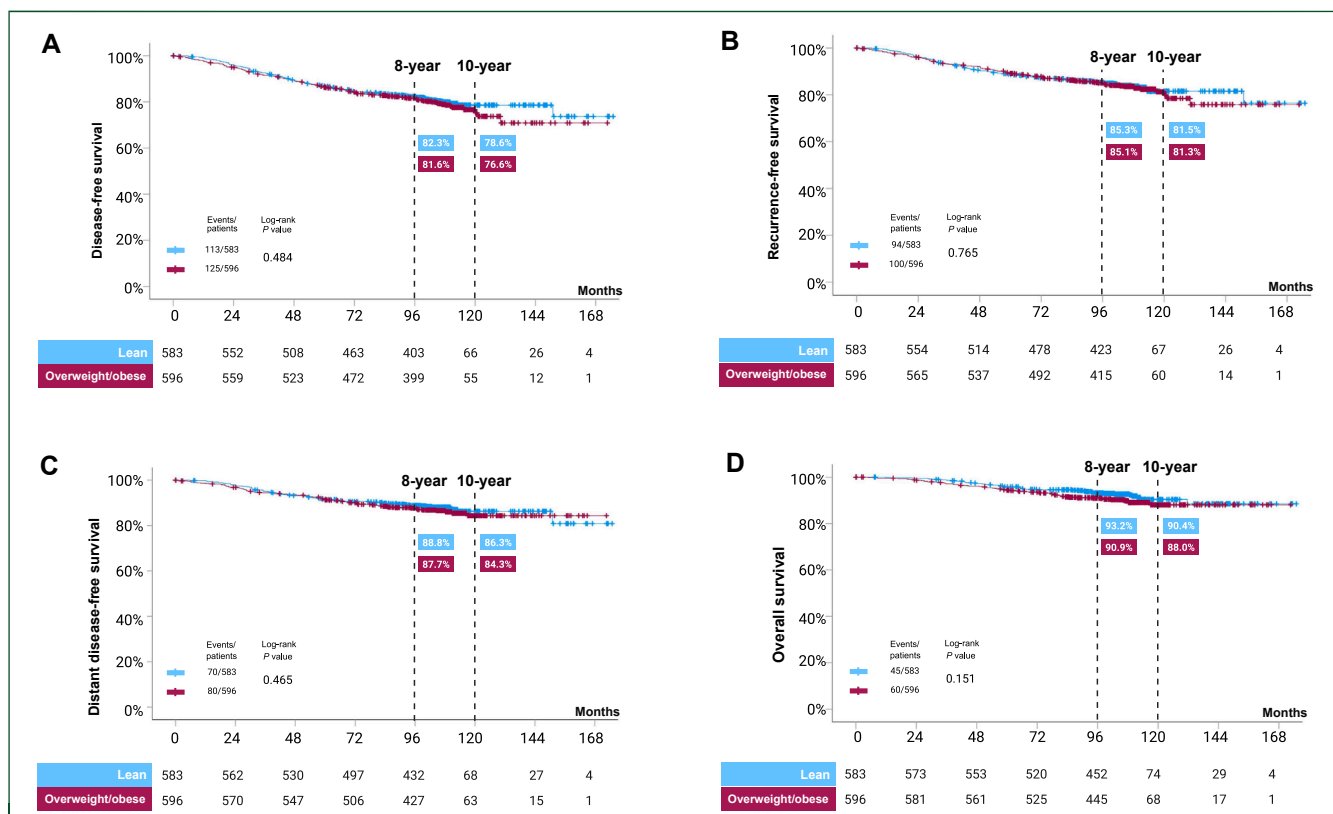 A
Disease-free survival
100%
80%
60%
40%
20%
0%
8-year 10-year
82.3% 78.6%
81.6% 76.6%
Events/ Log-rank
patients P value
113/583
0.484
125/596
Months
0 24 48 72 96 120 144 168
Lean 583 552 508 463 403 66 26 4
Overweight/obese 596 559 523 472 399 55 12 1
B
Recurrence-free survival
100%
80%
60%
40%
20%
0%
8-year 10-year
85.3% 81.5%
85.1% 81.3%
Events/ Log-rank
patients P value
94/583
0.765
100/596
Months
0 24 48 72 96 120 144 168
Lean 583 554 514 478 423 67 26 4
Overweight/obese 596 565 537 492 415 60 14 1
C
Distant disease-free survival
100%
80%
60%
40%
20%
0%
8-year 10-year
88.8% 86.3%
87.7% 84.3%
Events/ Log-rank
patients P value
70/583
0.465
80/596
Months
0 24 48 72 96 120 144 168
Lean 583 562 530 497 432 68 27 4
Overweight/obese 596 570 547 506 427 63 15 1
D
Overall survival
100%
80%
60%
40%
20%
0%
8-year 10-year
93.2% 90.4%
90.9% 88.0%
Events/ Log-rank
patients P value
45/583
0.151
60/596
Months
0 24 48 72 96 120 144 168
Lean 583 573 553 520 452 74 29 4
Overweight/obese 596 581 561 525 445 68 17 1